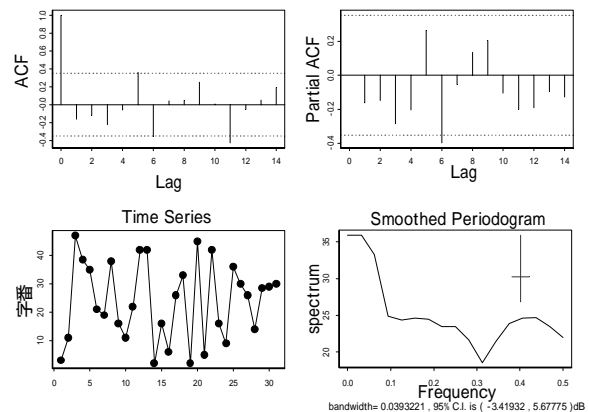 ACF
1.0
0.8
0.6
0.4
0.2
-0.0
-0.2
-0.4
0 2 4 6 8 10 12 14
Lag
Partial ACF
0.2
0.0
-0.2
-0.4
0 2 4 6 8 10 12 14
Lag
Time Series
字番
40
30
20
10
0 5 10 15 20 25 30
Smoothed Periodogram
spectrum
35
30
25
20
0.0 0.1 0.2 0.3 0.4 0.5
Frequency
bandwidth= 0.0393221 , 95% C.I. is ( -3.41932 , 5.67775 )dB